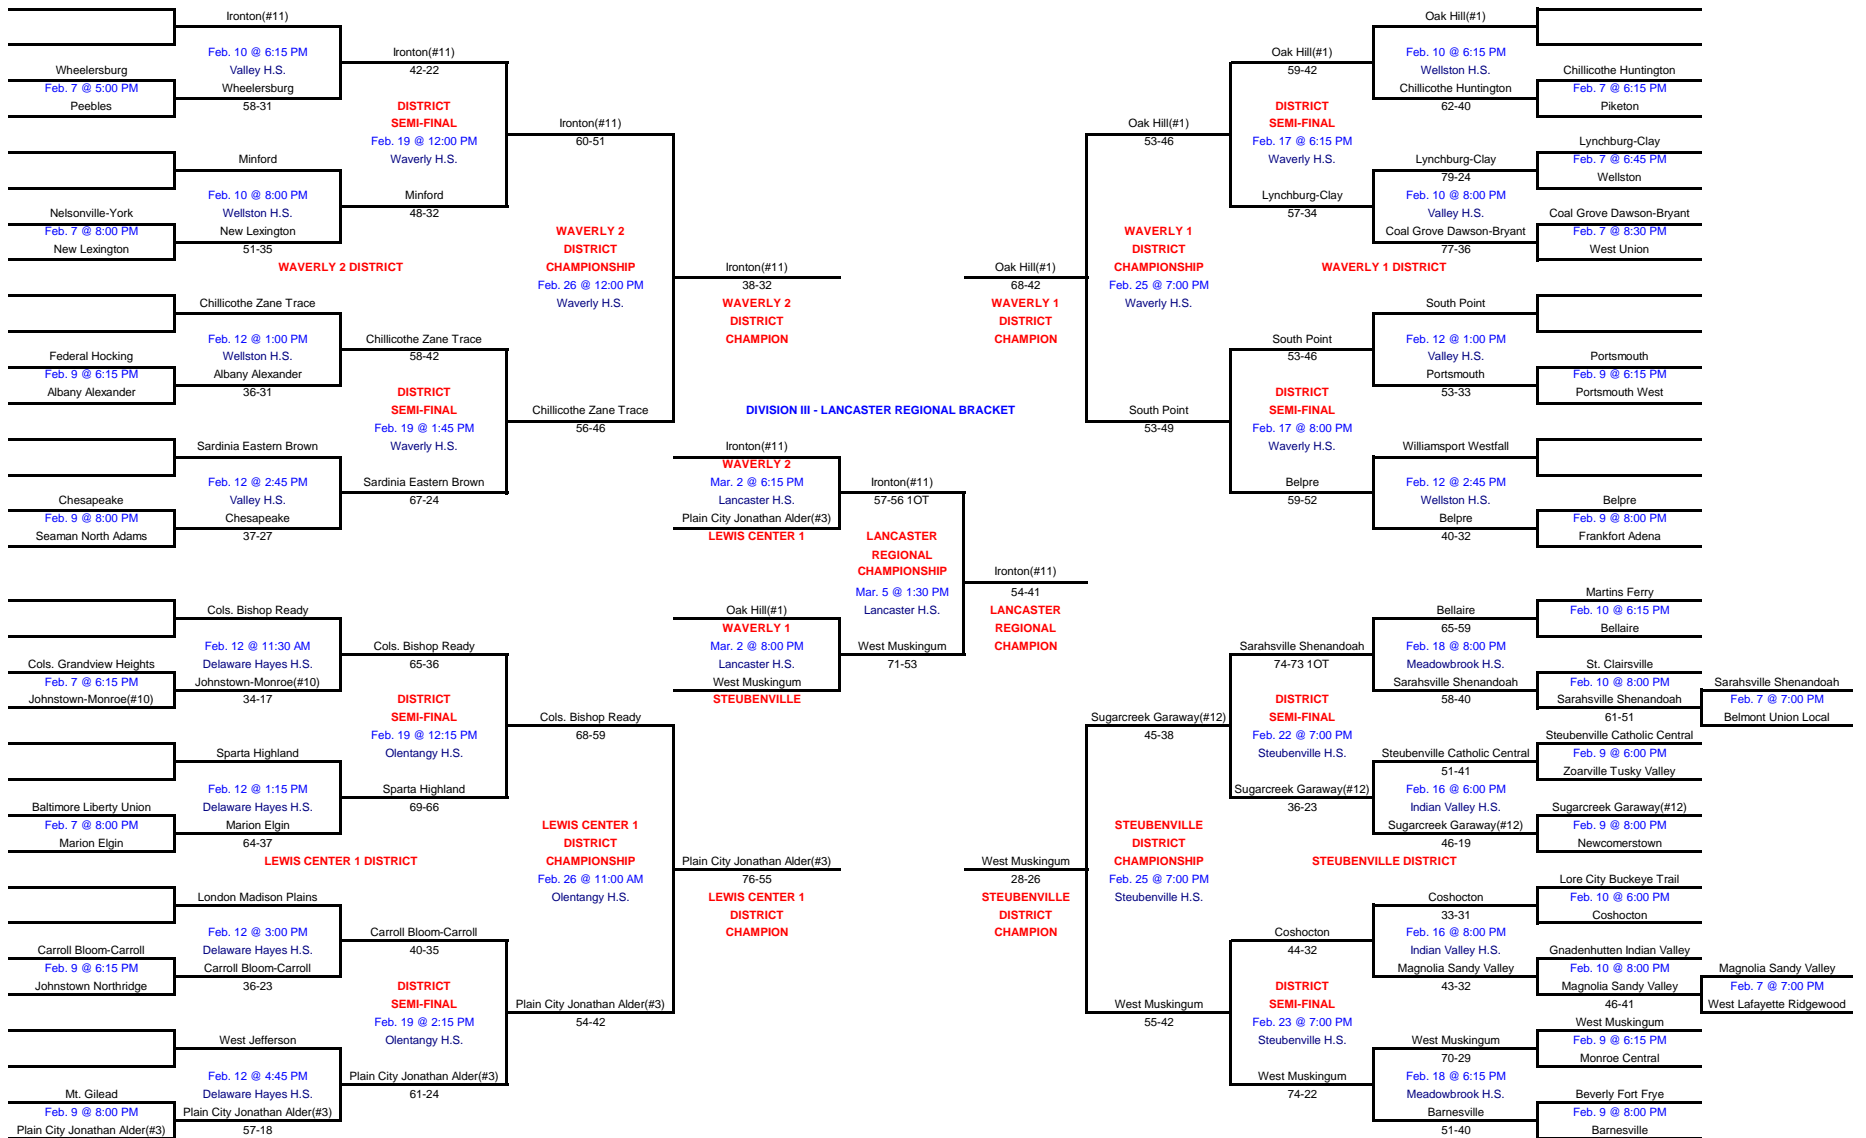 Ironton(#11)
Feb. 10 @ 6:15 PM
Valley H.S.
Wheelersburg
Feb. 7 @ 5:00 PM
Peebles
Wheelersburg
58-31
Ironton(#11)
42-22
DISTRICT
SEMI-FINAL
Feb. 19 @ 12:00 PM
Waverly H.S.
Minford
Feb. 10 @ 8:00 PM
Wellston H.S.
Nelsonville-York
Feb. 7 @ 8:00 PM
New Lexington
New Lexington
51-35
Minford
48-32
Ironton(#11)
60-51
WAVERLY 2 DISTRICT
WAVERLY 2
DISTRICT
CHAMPIONSHIP
Feb. 26 @ 12:00 PM
Waverly H.S.
Ironton(#11)
38-32
WAVERLY 2
DISTRICT
CHAMPION
Chillicothe Zane Trace
Feb. 12 @ 1:00 PM
Wellston H.S.
Federal Hocking
Feb. 9 @ 6:15 PM
Albany Alexander
Albany Alexander
36-31
Chillicothe Zane Trace
58-42
DISTRICT
SEMI-FINAL
Feb. 19 @ 1:45 PM
Waverly H.S.
Chillicothe Zane Trace
56-46
Sardinia Eastern Brown
Feb. 12 @ 2:45 PM
Valley H.S.
Chesapeake
Feb. 9 @ 8:00 PM
Seaman North Adams
Chesapeake
37-27
Sardinia Eastern Brown
67-24
Cols. Bishop Ready
Feb. 12 @ 11:30 AM
Delaware Hayes H.S.
Cols. Grandview Heights
Feb. 7 @ 6:15 PM
Johnstown-Monroe(#10)
Johnstown-Monroe(#10)
34-17
Cols. Bishop Ready
65-36
DISTRICT
SEMI-FINAL
Feb. 19 @ 12:15 PM
Olentangy H.S.
Cols. Bishop Ready
68-59
Sparta Highland
Feb. 12 @ 1:15 PM
Delaware Hayes H.S.
Baltimore Liberty Union
Feb. 7 @ 8:00 PM
Marion Elgin
Marion Elgin
64-37
Sparta Highland
69-66
LEWIS CENTER 1 DISTRICT
LEWIS CENTER 1
DISTRICT
CHAMPIONSHIP
Feb. 26 @ 11:00 AM
Olentangy H.S.
Plain City Jonathan Alder(#3)
76-55
LEWIS CENTER 1
DISTRICT
CHAMPION
London Madison Plains
Feb. 12 @ 3:00 PM
Delaware Hayes H.S.
Carroll Bloom-Carroll
Feb. 9 @ 6:15 PM
Johnstown Northridge
Carroll Bloom-Carroll
36-23
Carroll Bloom-Carroll
40-35
DISTRICT
SEMI-FINAL
Feb. 19 @ 2:15 PM
Olentangy H.S.
Plain City Jonathan Alder(#3)
54-42
West Jefferson
Feb. 12 @ 4:45 PM
Delaware Hayes H.S.
Mt. Gilead
Feb. 9 @ 8:00 PM
Plain City Jonathan Alder(#3)
Plain City Jonathan Alder(#3)
57-18
Plain City Jonathan Alder(#3)
61-24
DIVISION III - LANCASTER REGIONAL BRACKET
Ironton(#11)
WAVERLY 2
Mar. 2 @ 6:15 PM
Lancaster H.S.
Plain City Jonathan Alder(#3)
LEWIS CENTER 1
Ironton(#11)
57-56 1OT
LANCASTER
REGIONAL
CHAMPIONSHIP
Mar. 5 @ 1:30 PM
Lancaster H.S.
Ironton(#11)
54-41
LANCASTER
REGIONAL
CHAMPION
Oak Hill(#1)
WAVERLY 1
Mar. 2 @ 8:00 PM
Lancaster H.S.
West Muskingum
STEUBENVILLE
West Muskingum
71-53
Oak Hill(#1)
Feb. 10 @ 6:15 PM
Wellston H.S.
Chillicothe Huntington
62-40
Chillicothe Huntington
Feb. 7 @ 6:15 PM
Piketon
Oak Hill(#1)
59-42
DISTRICT
SEMI-FINAL
Feb. 17 @ 6:15 PM
Waverly H.S.
Oak Hill(#1)
53-46
Lynchburg-Clay
Feb. 7 @ 6:45 PM
Wellston
Lynchburg-Clay
79-24
Feb. 10 @ 8:00 PM
Valley H.S.
Coal Grove Dawson-Bryant
77-36
Coal Grove Dawson-Bryant
Feb. 7 @ 8:30 PM
West Union
Lynchburg-Clay
57-34
WAVERLY 1 DISTRICT
WAVERLY 1
DISTRICT
CHAMPIONSHIP
Feb. 25 @ 7:00 PM
Waverly H.S.
Oak Hill(#1)
68-42
WAVERLY 1
DISTRICT
CHAMPION
South Point
Feb. 12 @ 1:00 PM
Valley H.S.
Portsmouth
53-33
Portsmouth
Feb. 9 @ 6:15 PM
Portsmouth West
South Point
53-46
DISTRICT
SEMI-FINAL
Feb. 17 @ 8:00 PM
Waverly H.S.
South Point
53-49
Williamsport Westfall
Feb. 12 @ 2:45 PM
Wellston H.S.
Belpre
40-32
Belpre
Feb. 9 @ 8:00 PM
Frankfort Adena
Belpre
59-52
Martins Ferry
Feb. 10 @ 6:15 PM
Bellaire
Bellaire
65-59
Feb. 18 @ 8:00 PM
Meadowbrook H.S.
Sarahsville Shenandoah
58-40
St. Clairsville
Feb. 10 @ 8:00 PM
Sarahsville Shenandoah
61-51
Sarahsville Shenandoah
Feb. 7 @ 7:00 PM
Belmont Union Local
Sarahsville Shenandoah
74-73 1OT
DISTRICT
SEMI-FINAL
Feb. 22 @ 7:00 PM
Steubenville H.S.
Sugarcreek Garaway(#12)
45-38
Steubenville Catholic Central
Feb. 9 @ 6:00 PM
Zoarville Tusky Valley
Steubenville Catholic Central
51-41
Feb. 16 @ 6:00 PM
Indian Valley H.S.
Sugarcreek Garaway(#12)
46-19
Sugarcreek Garaway(#12)
Feb. 9 @ 8:00 PM
Newcomerstown
Sugarcreek Garaway(#12)
36-23
STEUBENVILLE DISTRICT
STEUBENVILLE
DISTRICT
CHAMPIONSHIP
Feb. 25 @ 7:00 PM
Steubenville H.S.
West Muskingum
28-26
STEUBENVILLE
DISTRICT
CHAMPION
Lore City Buckeye Trail
Feb. 10 @ 6:00 PM
Coshocton
Coshocton
33-31
Feb. 16 @ 8:00 PM
Indian Valley H.S.
Magnolia Sandy Valley
43-32
Gnadenhutten Indian Valley
Feb. 10 @ 8:00 PM
Magnolia Sandy Valley
46-41
Magnolia Sandy Valley
Feb. 7 @ 7:00 PM
West Lafayette Ridgewood
Coshocton
44-32
DISTRICT
SEMI-FINAL
Feb. 23 @ 7:00 PM
Steubenville H.S.
West Muskingum
55-42
West Muskingum
Feb. 9 @ 6:15 PM
Monroe Central
West Muskingum
70-29
Feb. 18 @ 6:15 PM
Meadowbrook H.S.
Barnesville
51-40
Beverly Fort Frye
Feb. 9 @ 8:00 PM
Barnesville
West Muskingum
74-22